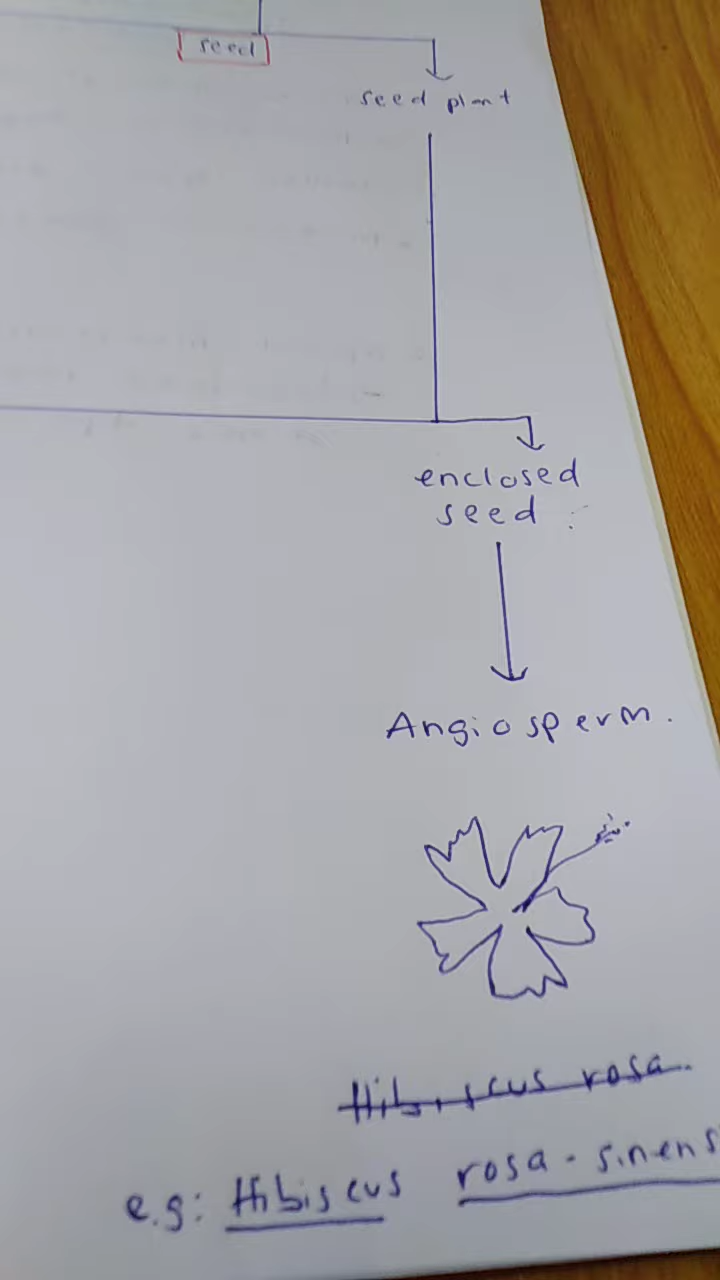 seed
seed plant
enclosed
seed
Angiosperm.
Hibiscus rosa.
e.g: Hibiscus rosa-sinens